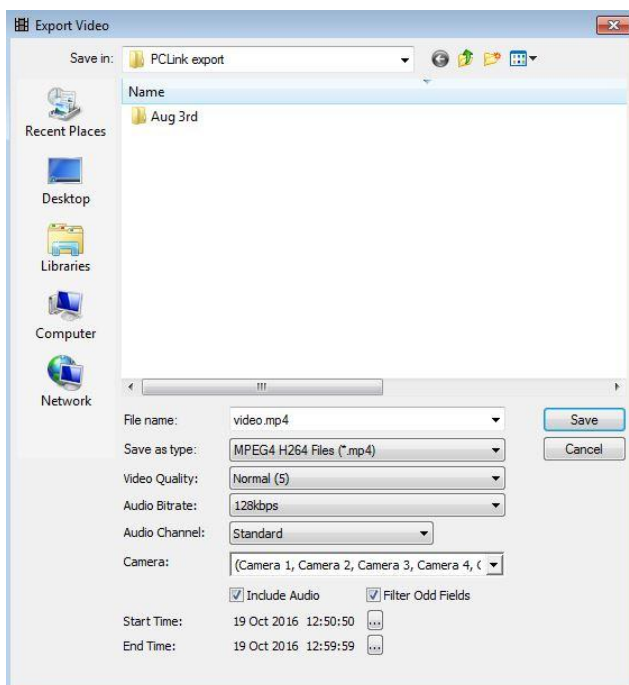 Export Video
Save in: PCLink export
Name
Aug 3rd
Recent Places
Desktop
Libraries
Computer
Network
File name: video.mp4 Save
Save as type: MPEG4 H264 Files (*.mp4) Cancel
Video Quality: Normal (5)
Audio Bitrate: 128kbps
Audio Channel: Standard
Camera: (Camera 1, Camera 2, Camera 3, Camera 4, (
Include Audio Filter Odd Fields
Start Time: 19 Oct 2016 12:50:50 ...
End Time: 19 Oct 2016 12:59:59 ...